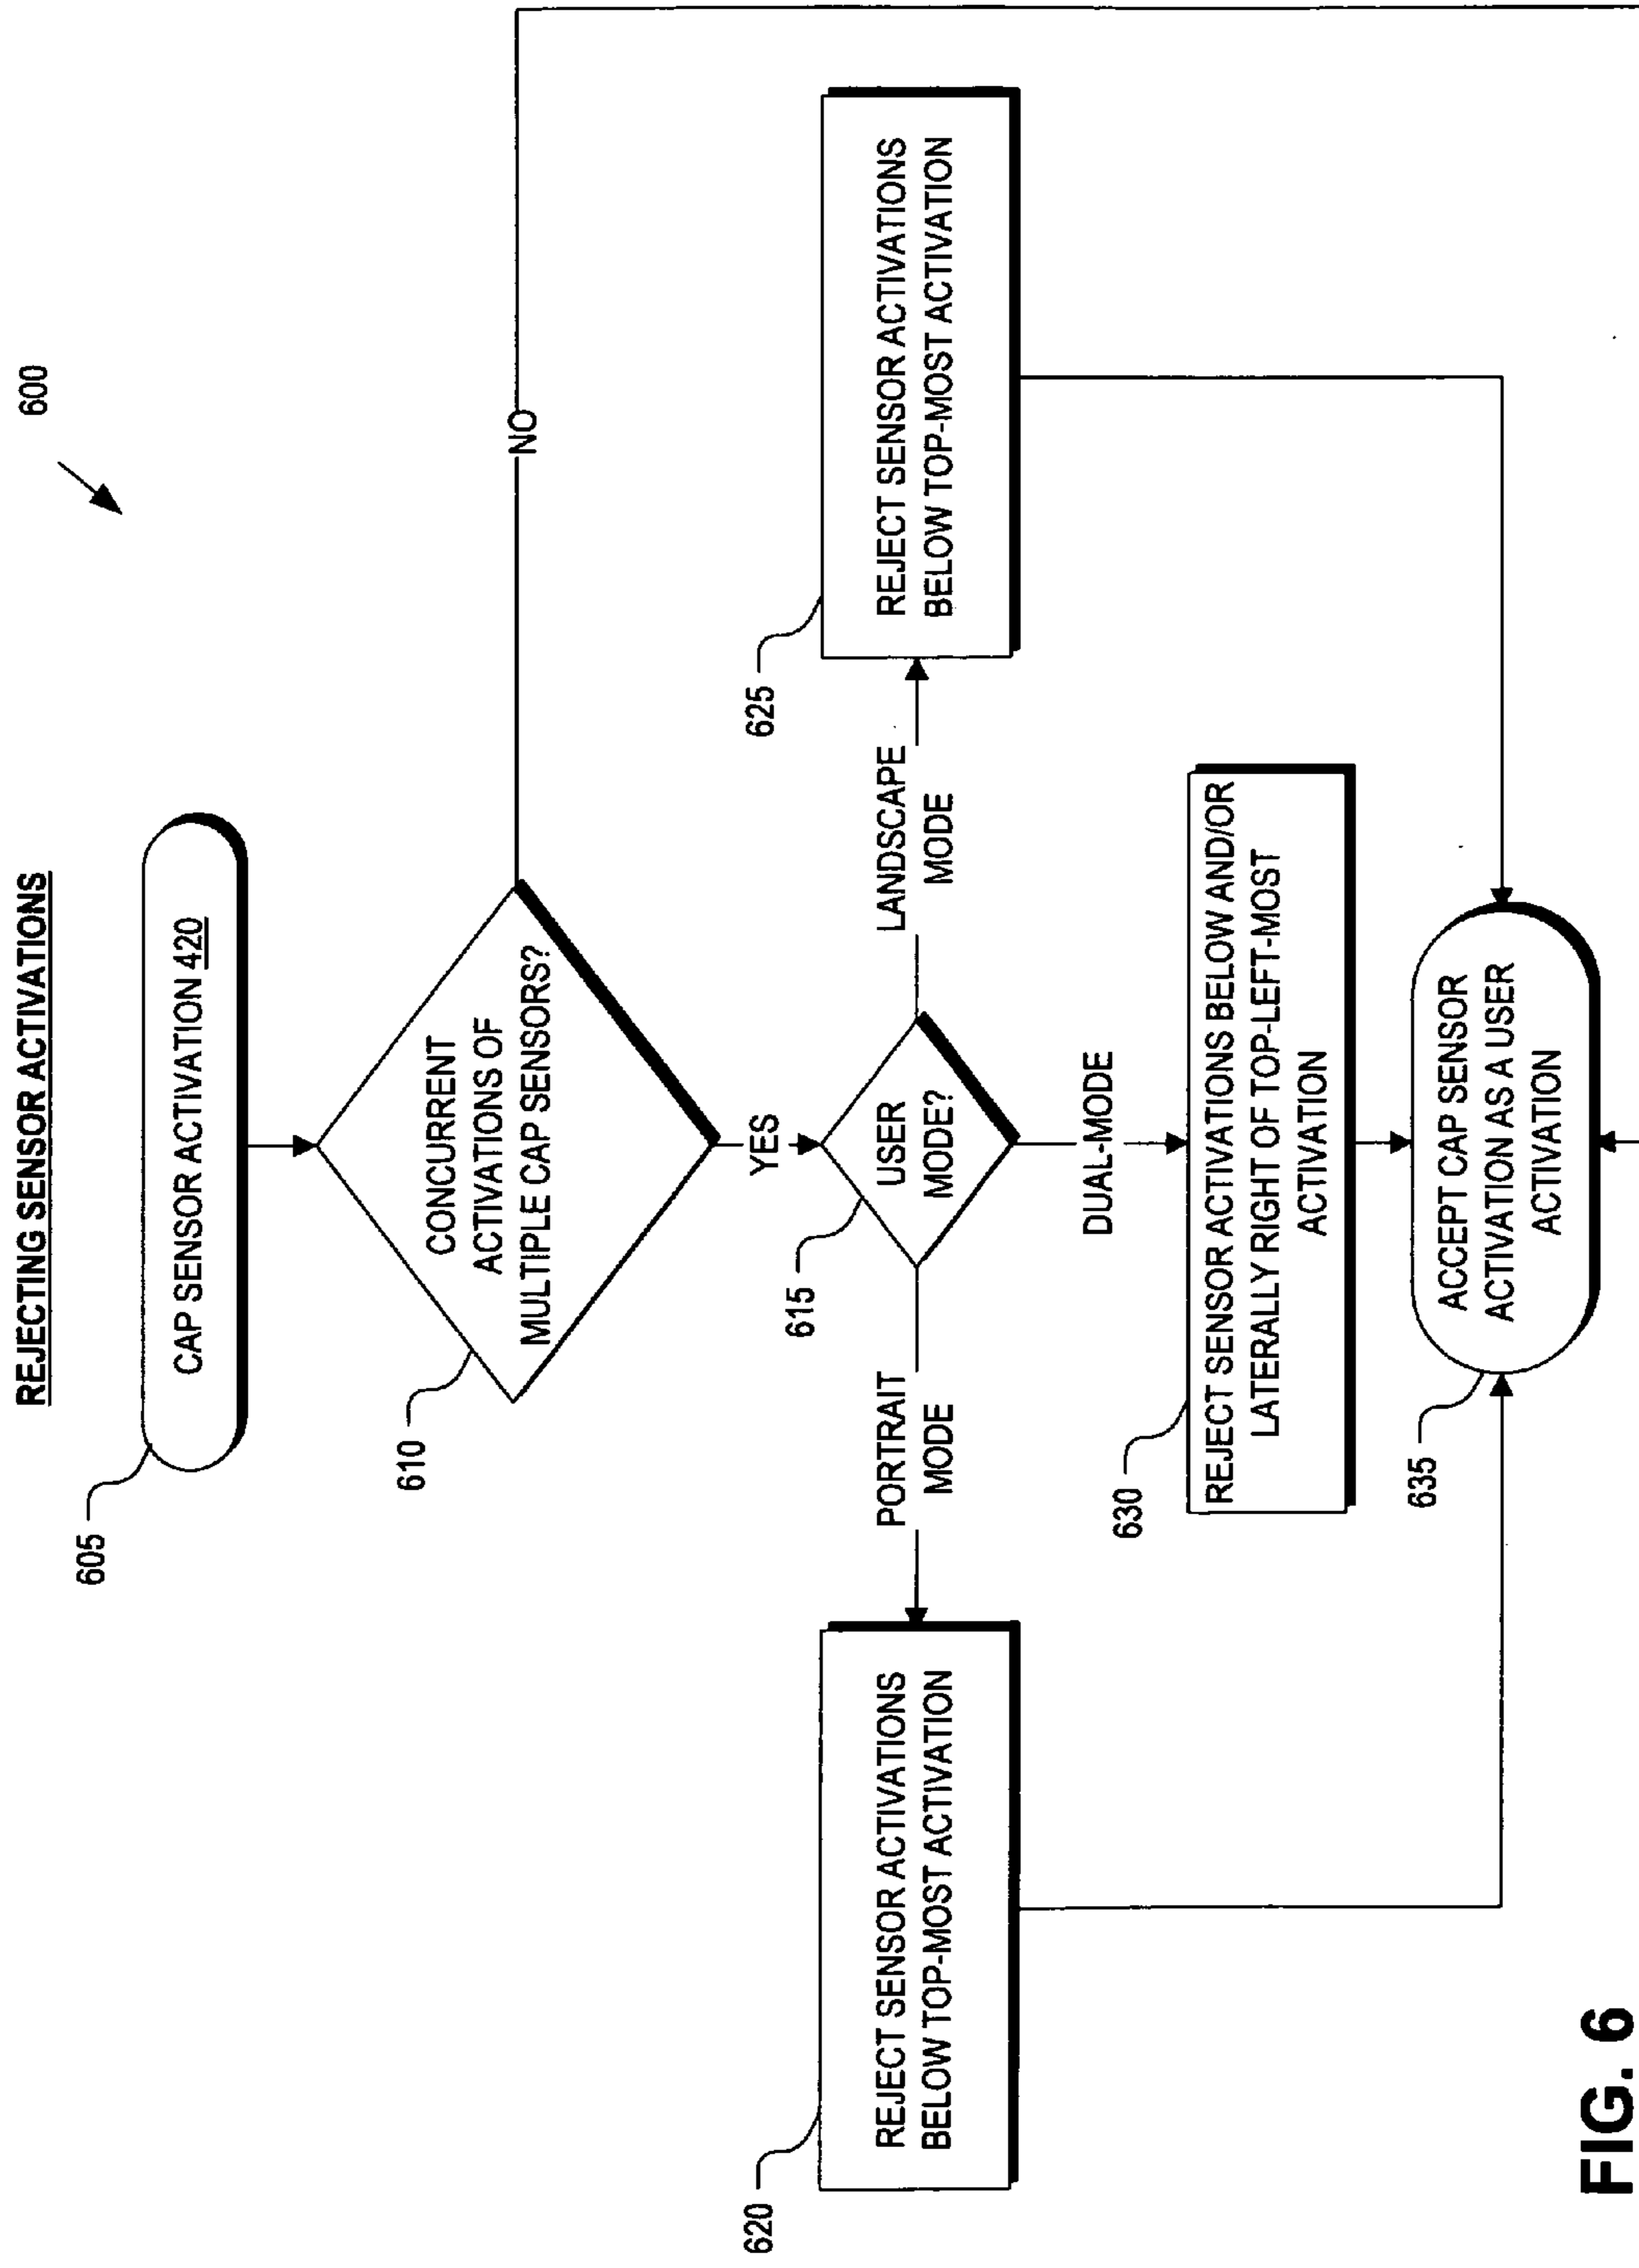 REJECTING SENSOR ACTIVATIONS
600
605
CAP SENSOR ACTIVATION 420
610
CONCURRENT
ACTIVATIONS OF
MULTIPLE CAP SENSORS?
NO
YES
615
USER
MODE?
PORTRAIT
MODE
LANDSCAPE
MODE
620
REJECT SENSOR ACTIVATIONS
BELOW TOP-MOST ACTIVATION
625
REJECT SENSOR ACTIVATIONS
BELOW TOP-MOST ACTIVATION
DUAL-MODE
630
REJECT SENSOR ACTIVATIONS BELOW AND/OR
LATERALLY RIGHT OF TOP-LEFT-MOST
ACTIVATION
635
ACCEPT CAP SENSOR
ACTIVATION AS A USER
ACTIVATION
FIG. 6